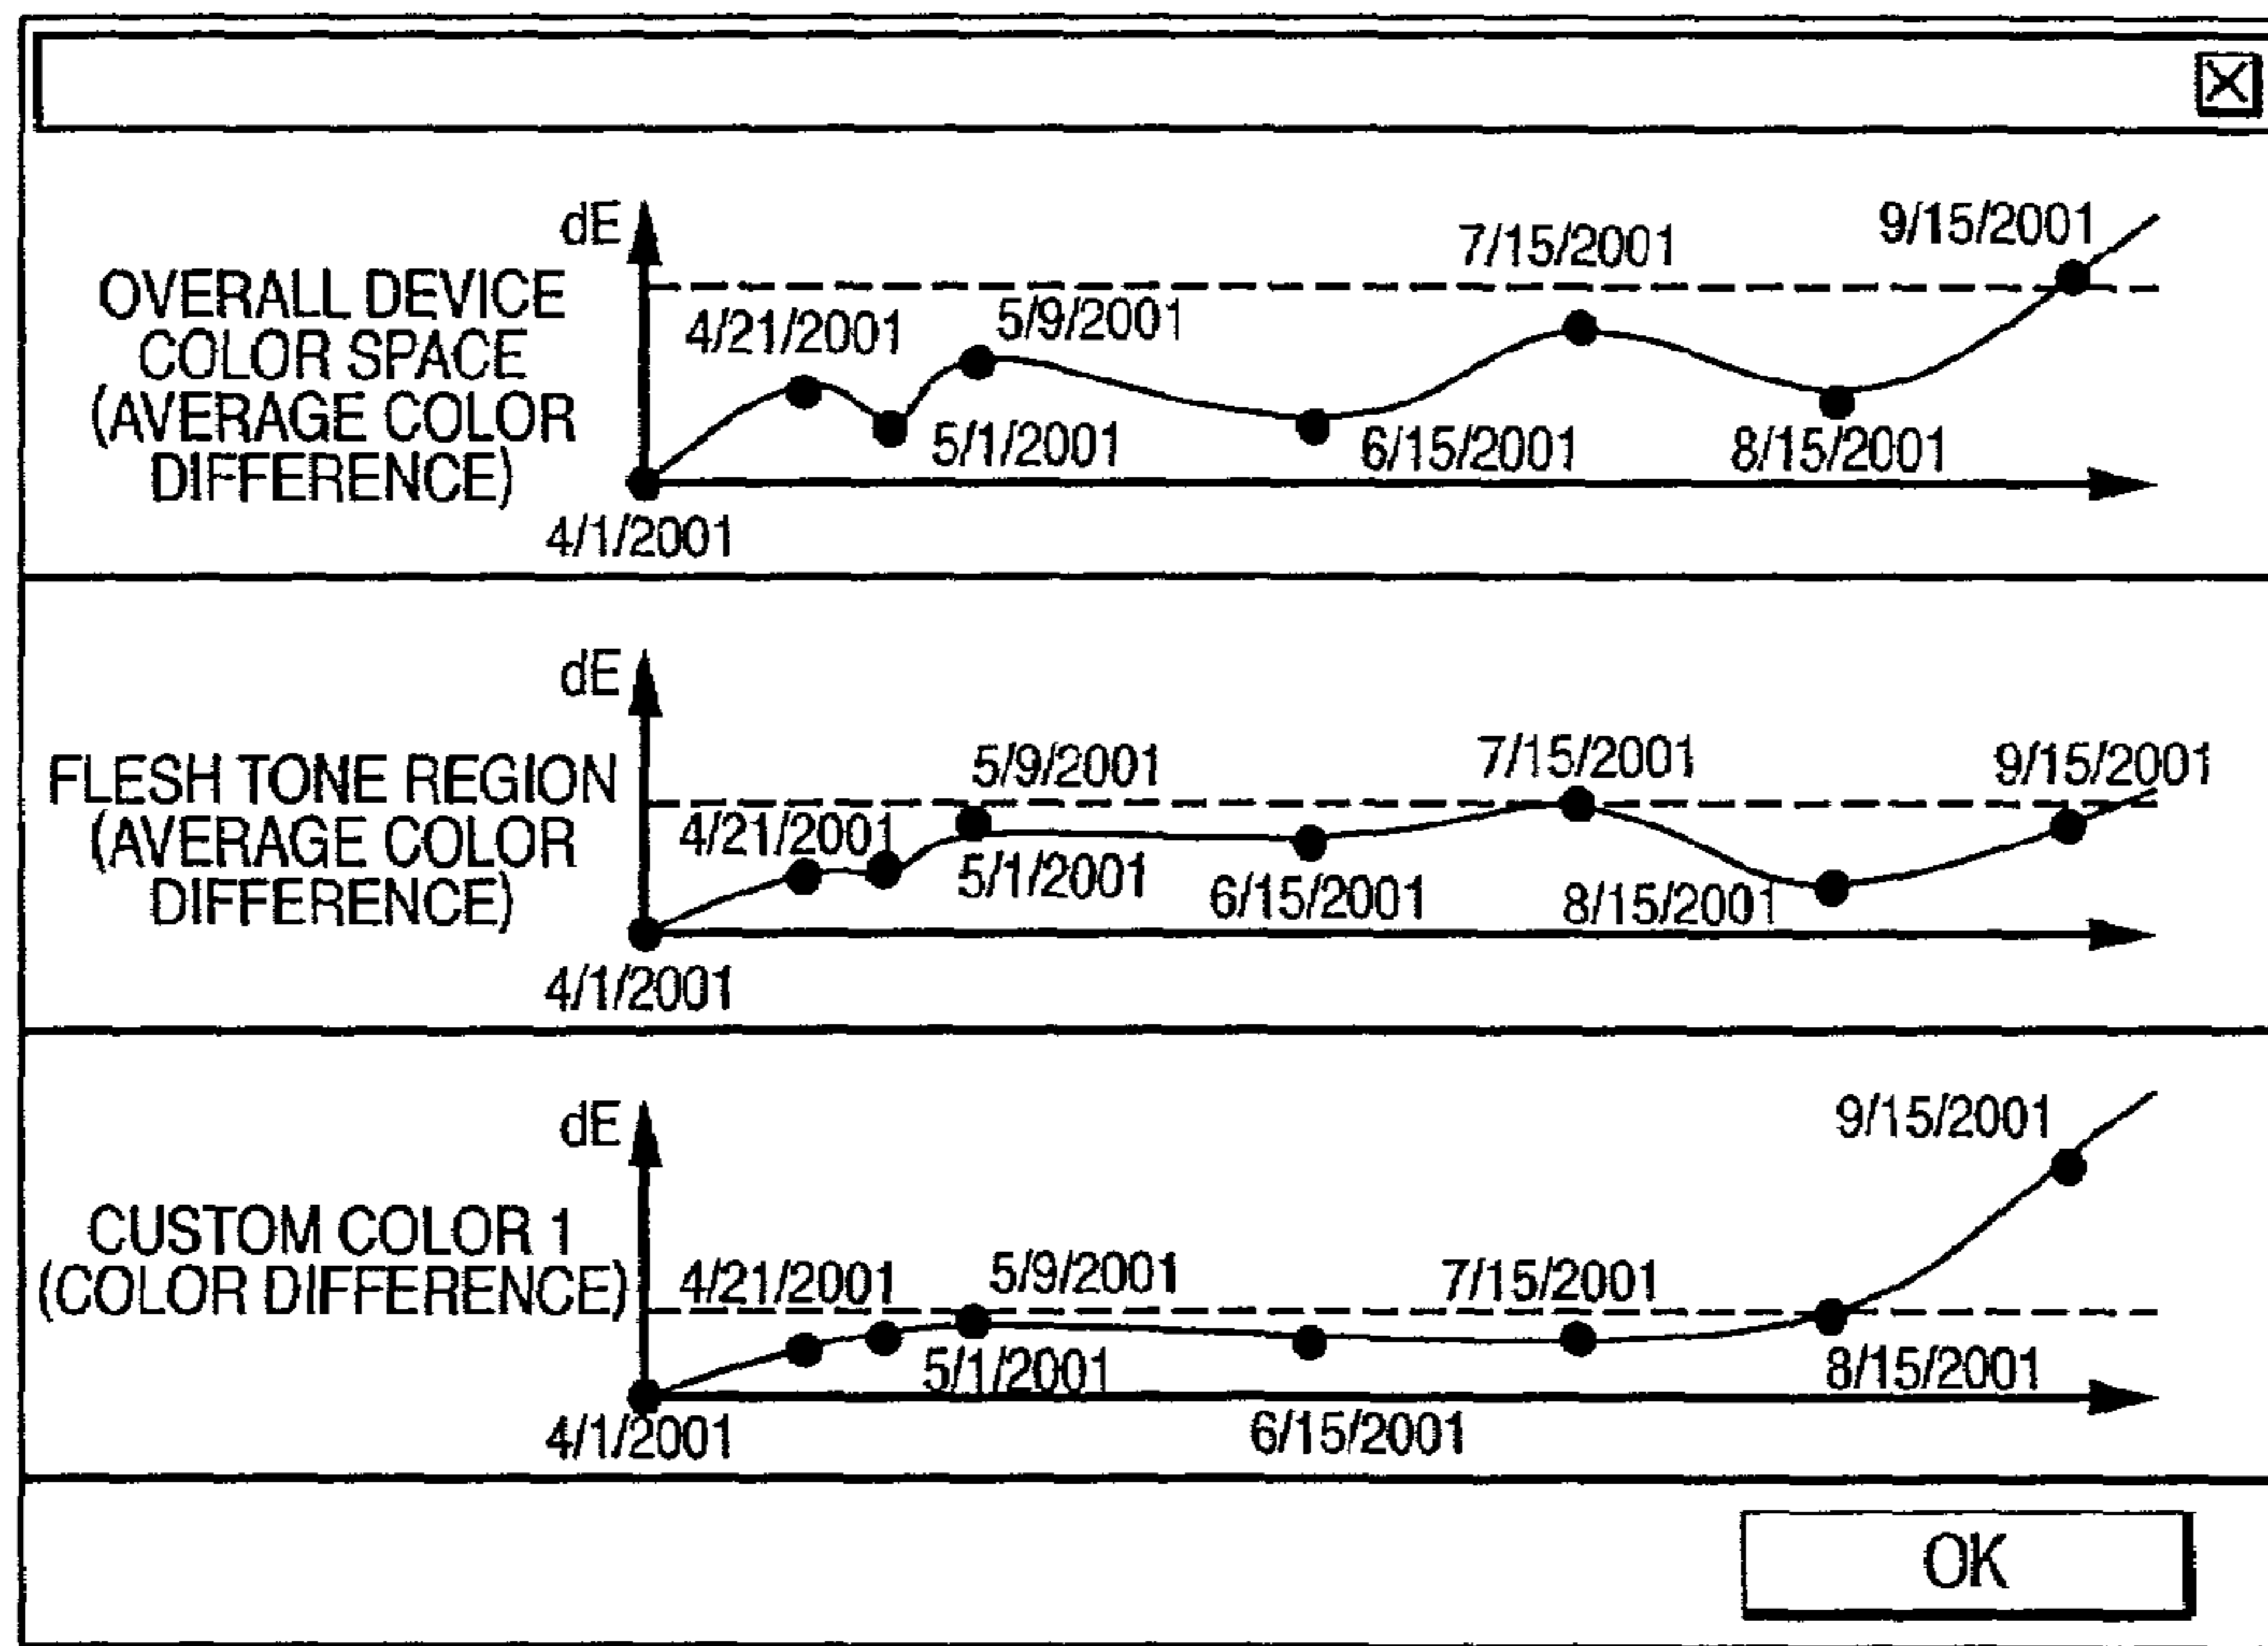 dE
OVERALL DEVICE
COLOR SPACE
(AVERAGE COLOR
DIFFERENCE)
4/1/2001
4/21/2001
5/1/2001
5/9/2001
6/15/2001
7/15/2001
8/15/2001
9/15/2001
dE
FLESH TONE REGION
(AVERAGE COLOR
DIFFERENCE)
4/1/2001
4/21/2001
5/1/2001
5/9/2001
6/15/2001
7/15/2001
8/15/2001
9/15/2001
dE
CUSTOM COLOR 1
(COLOR DIFFERENCE)
4/1/2001
4/21/2001
5/1/2001
5/9/2001
6/15/2001
7/15/2001
8/15/2001
9/15/2001
OK